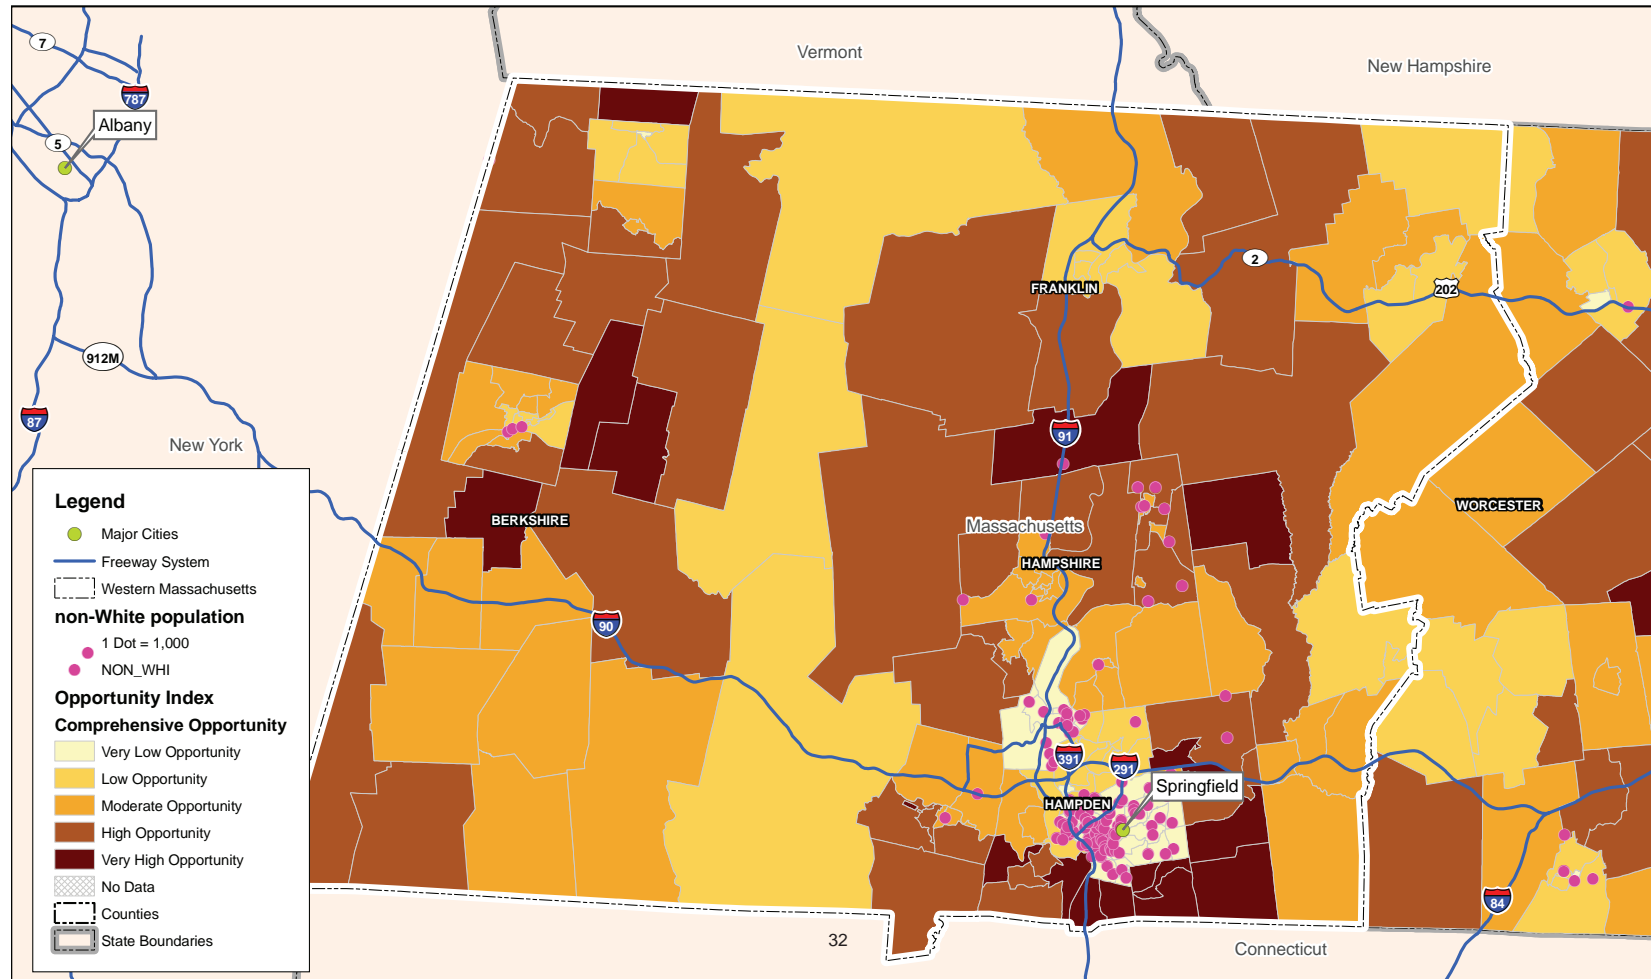 Vermont
New Hampshire
7
787
Albany
5
2
FRANKLIN
202
912M
87
91
New York
Legend
Major Cities
Freeway System
Western Massachusetts
non-White population
1 Dot = 1,000
NON_WHI
Opportunity Index
Comprehensive Opportunity
Very Low Opportunity
Low Opportunity
Moderate Opportunity
High Opportunity
Very High Opportunity
No Data
Counties
State Boundaries
BERKSHIRE
WORCESTER
Massachusetts
HAMPSHIRE
90
391
291
Springfield
HAMPDEN
84
32
Connecticut